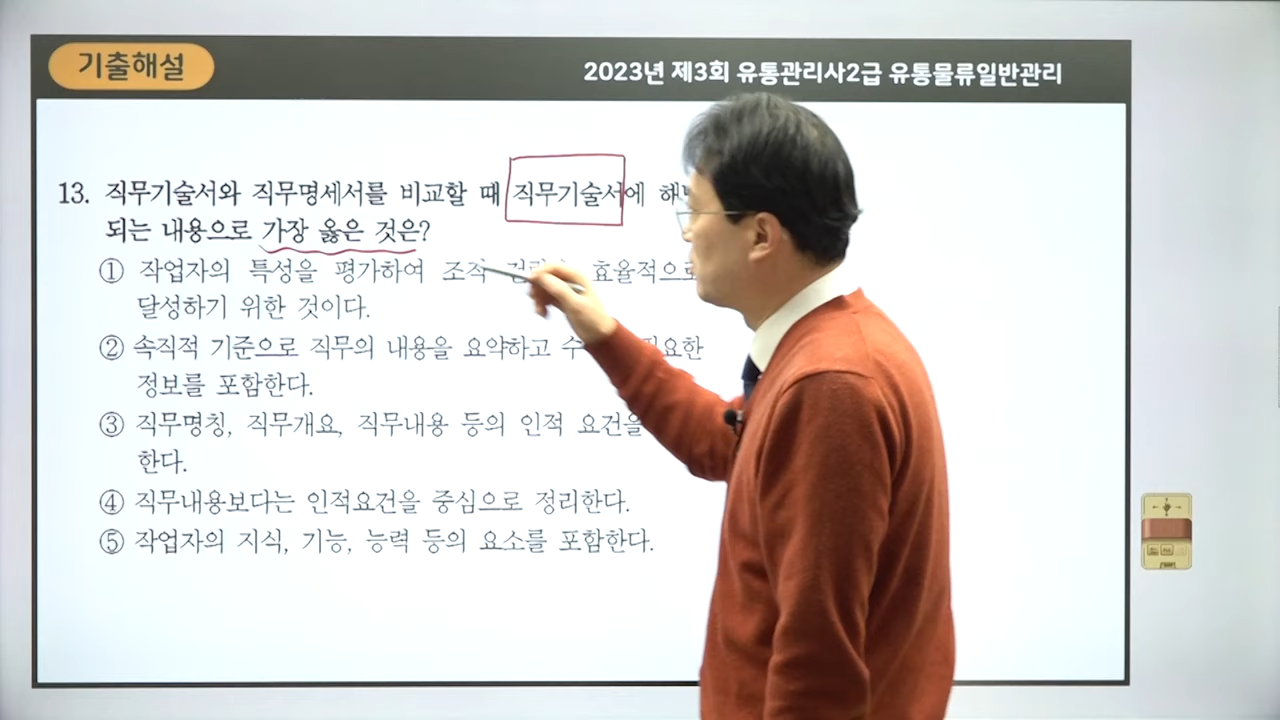 기출해설
2023년 제3회 유통관리사2급 유통물류일반관리
13. 직무기술서와 직무명세서를 비교할 때 직무기술서에
되는 내용으로 가장 옳은 것은?
① 작업자의 특성을 평가하여 조직 효율적으로
달성하기 위한 것이다.
② 속직적 기준으로 직무의 내용을 요약하고
정보를 포함한다.
③ 직무명칭, 직무개요, 직무내용 등의 인적 요건을
한다.
④ 직무내용보다는 인적요건을 중심으로 정리한다.
⑤ 작업자의 지식, 기능, 능력 등의 요소를 포함한다.